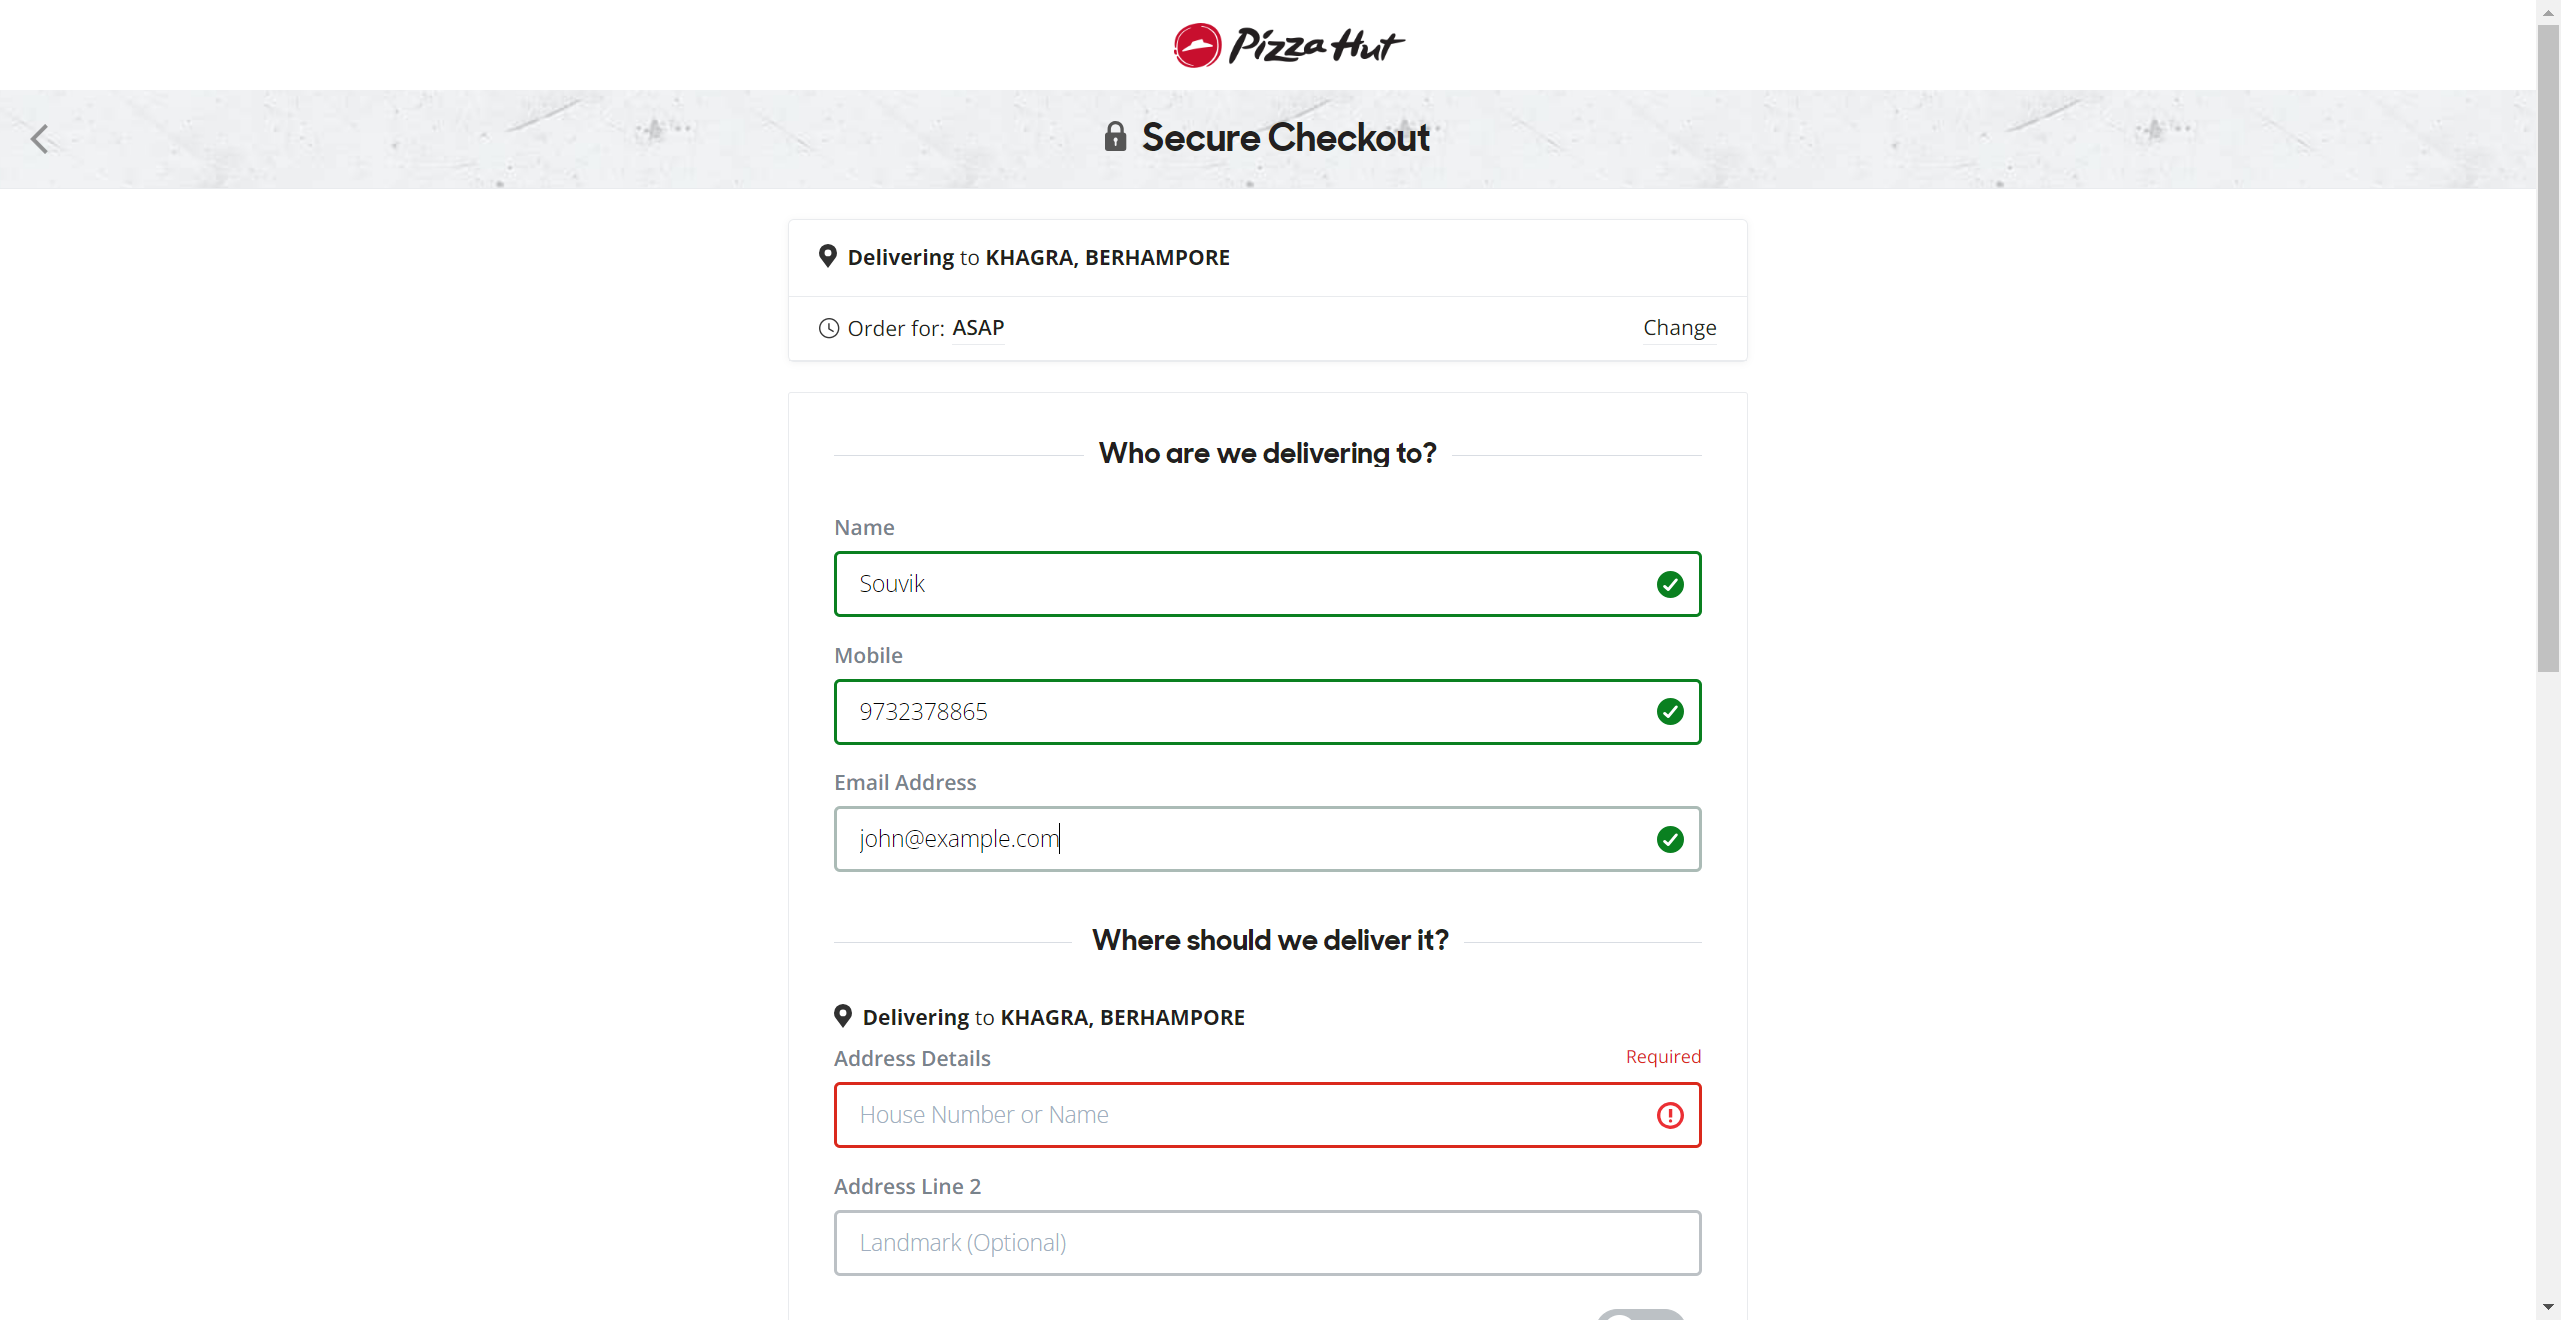 Pizza Hut
Secure Checkout
Delivering to KHAGRA, BERHAMPORE
Order for: ASAP
Change
Who are we delivering to?
Name
Souvik
Mobile
9732378865
Email Address
john@example.com
Where should we deliver it?
Delivering to KHAGRA, BERHAMPORE
Address Details
Required
House Number or Name
Address Line 2
Landmark (Optional)